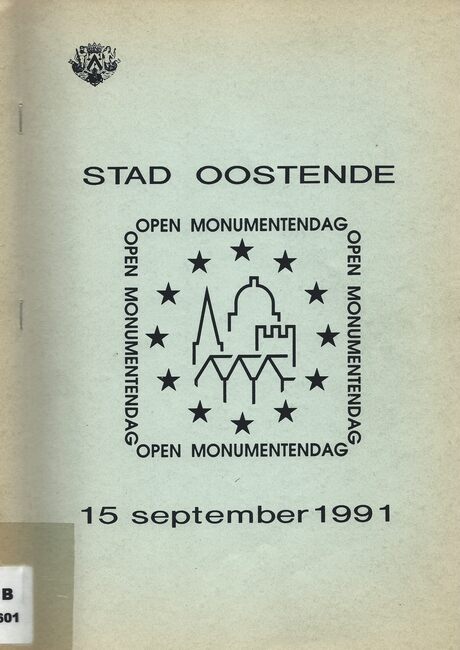 STAD OOSTENDE
OPEN MONUMENTENDAG
OPEN MONUMENTENDAG
OPEN MONUMENTENDAG
OPEN MONUMENTENDAG
15 september 1991
B
601